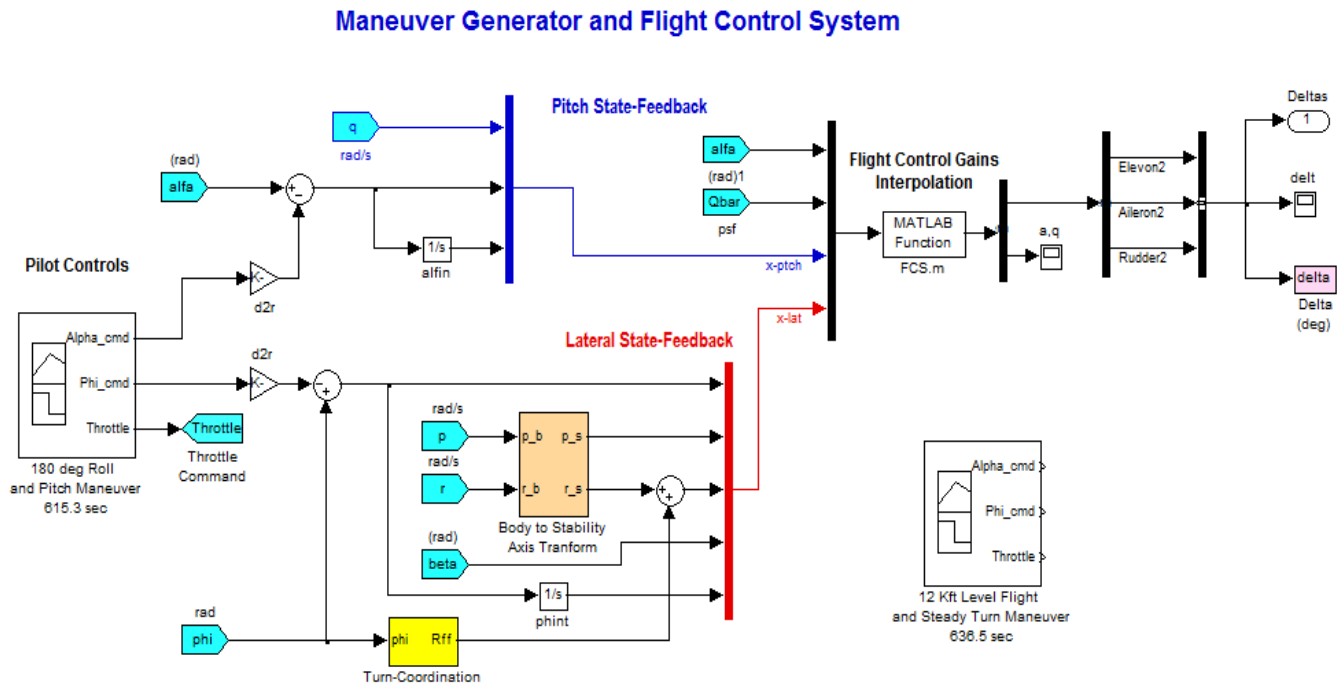 Maneuver Generator and Flight Control System
Pitch State-Feedback
q
rad/s
(rad)
alfa
+
−
1/s
alfin
alfa
(rad)1
Qbar
psf
x-ptch
x-lat
Flight Control Gains
Interpolation
MATLAB
Function
FCS.m
a,q
Elevon2
Aileron2
Rudder2
Deltas
1
delt
delta
Delta
(deg)
Pilot Controls
K-
d2r
Alpha_cmd
Phi_cmd
Throttle
180 deg Roll
and Pitch Maneuver
615.3 sec
Throttle
Throttle
Command
d2r
K-
−
+
Lateral State-Feedback
rad/s
p
rad/s
r
p_b
p_s
r_b
r_s
Body to Stability
Axis Tranform
+
+
(rad)
beta
1/s
phint
rad
phi
phi
Rff
Turn-Coordination
Alpha_cmd
Phi_cmd
Throttle
12 Kft Level Flight
and Steady Turn Maneuver
636.5 sec